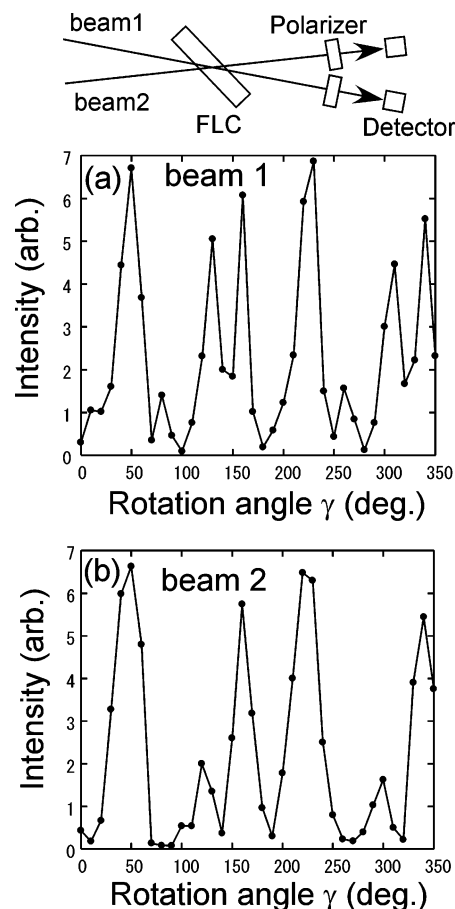 beam1
Polarizer
beam2
FLC
Detector
(a) beam 1
7
6
5
4
3
2
1
0
Intensity (arb.)
0 50 100 150 200 250 300 350
Rotation angle γ (deg.)
(b) beam 2
7
6
5
4
3
2
1
0
Intensity (arb.)
0 50 100 150 200 250 300 350
Rotation angle γ (deg.)